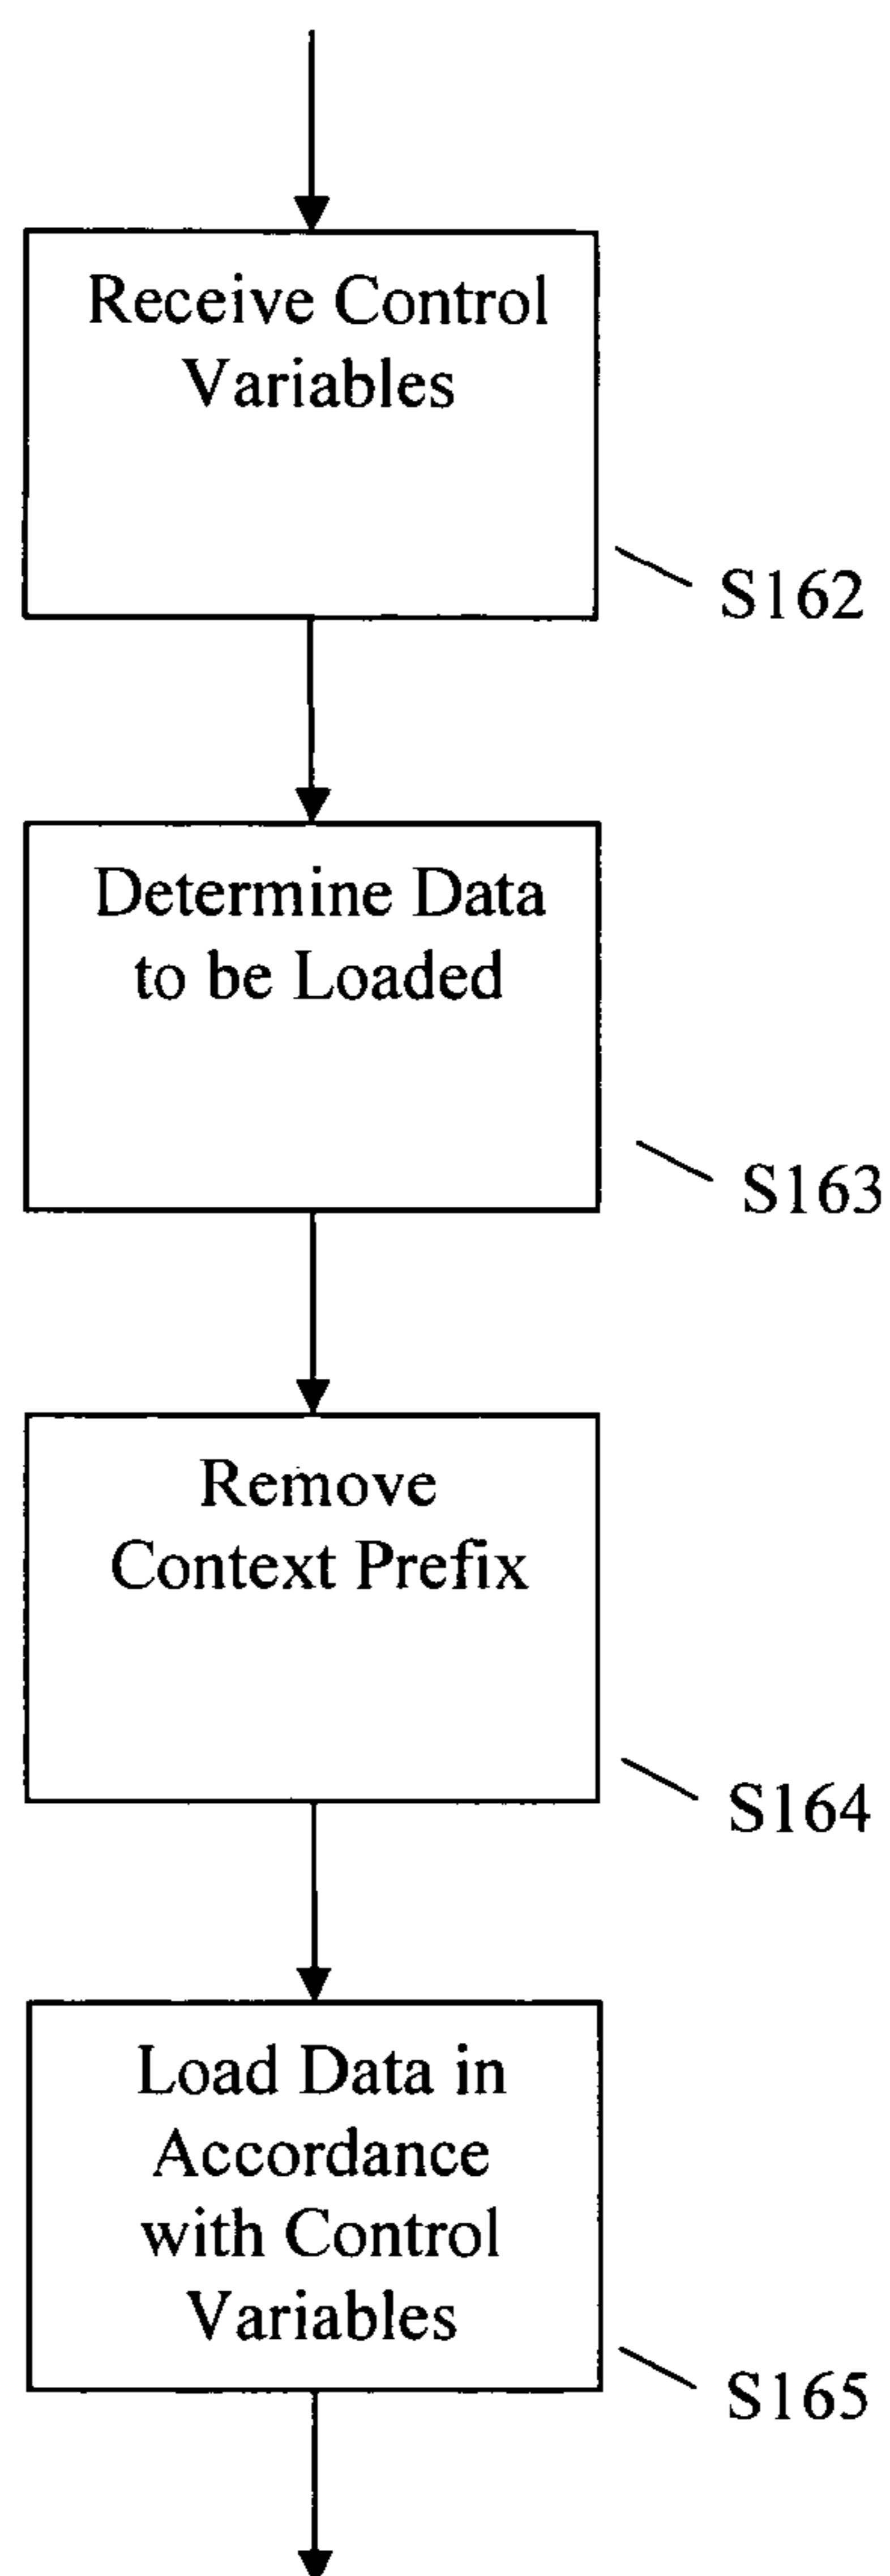 Receive Control
Variables
S162
Determine Data
to be Loaded
S163
Remove
Context Prefix
S164
Load Data in
Accordance
with Control
Variables
S165